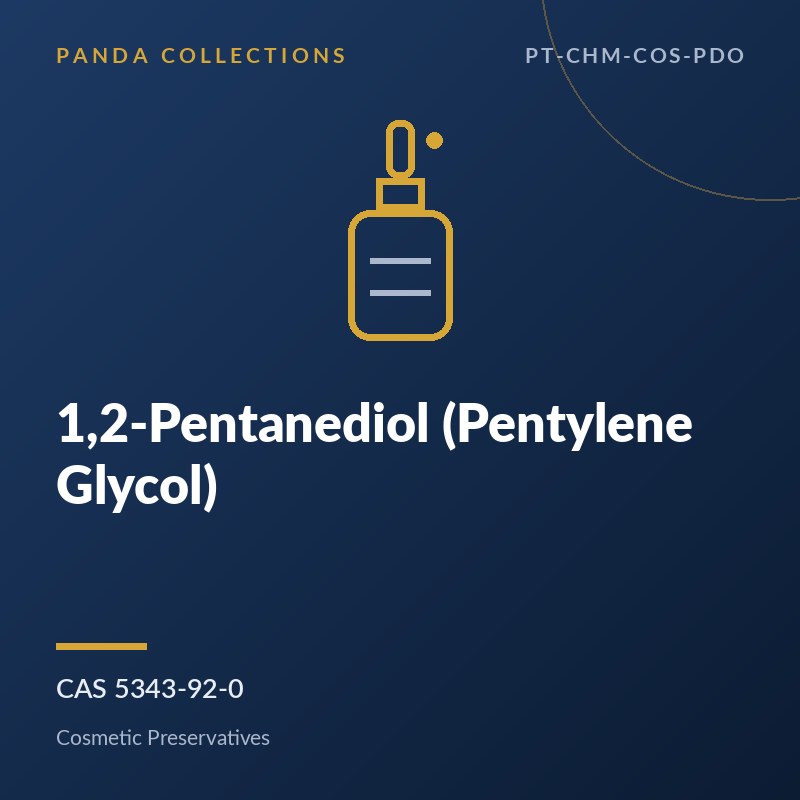 PANDA COLLECTIONS
PT-CHM-COS-PDO
1,2-Pentanediol (Pentylene
Glycol)
CAS 5343-92-0
Cosmetic Preservatives